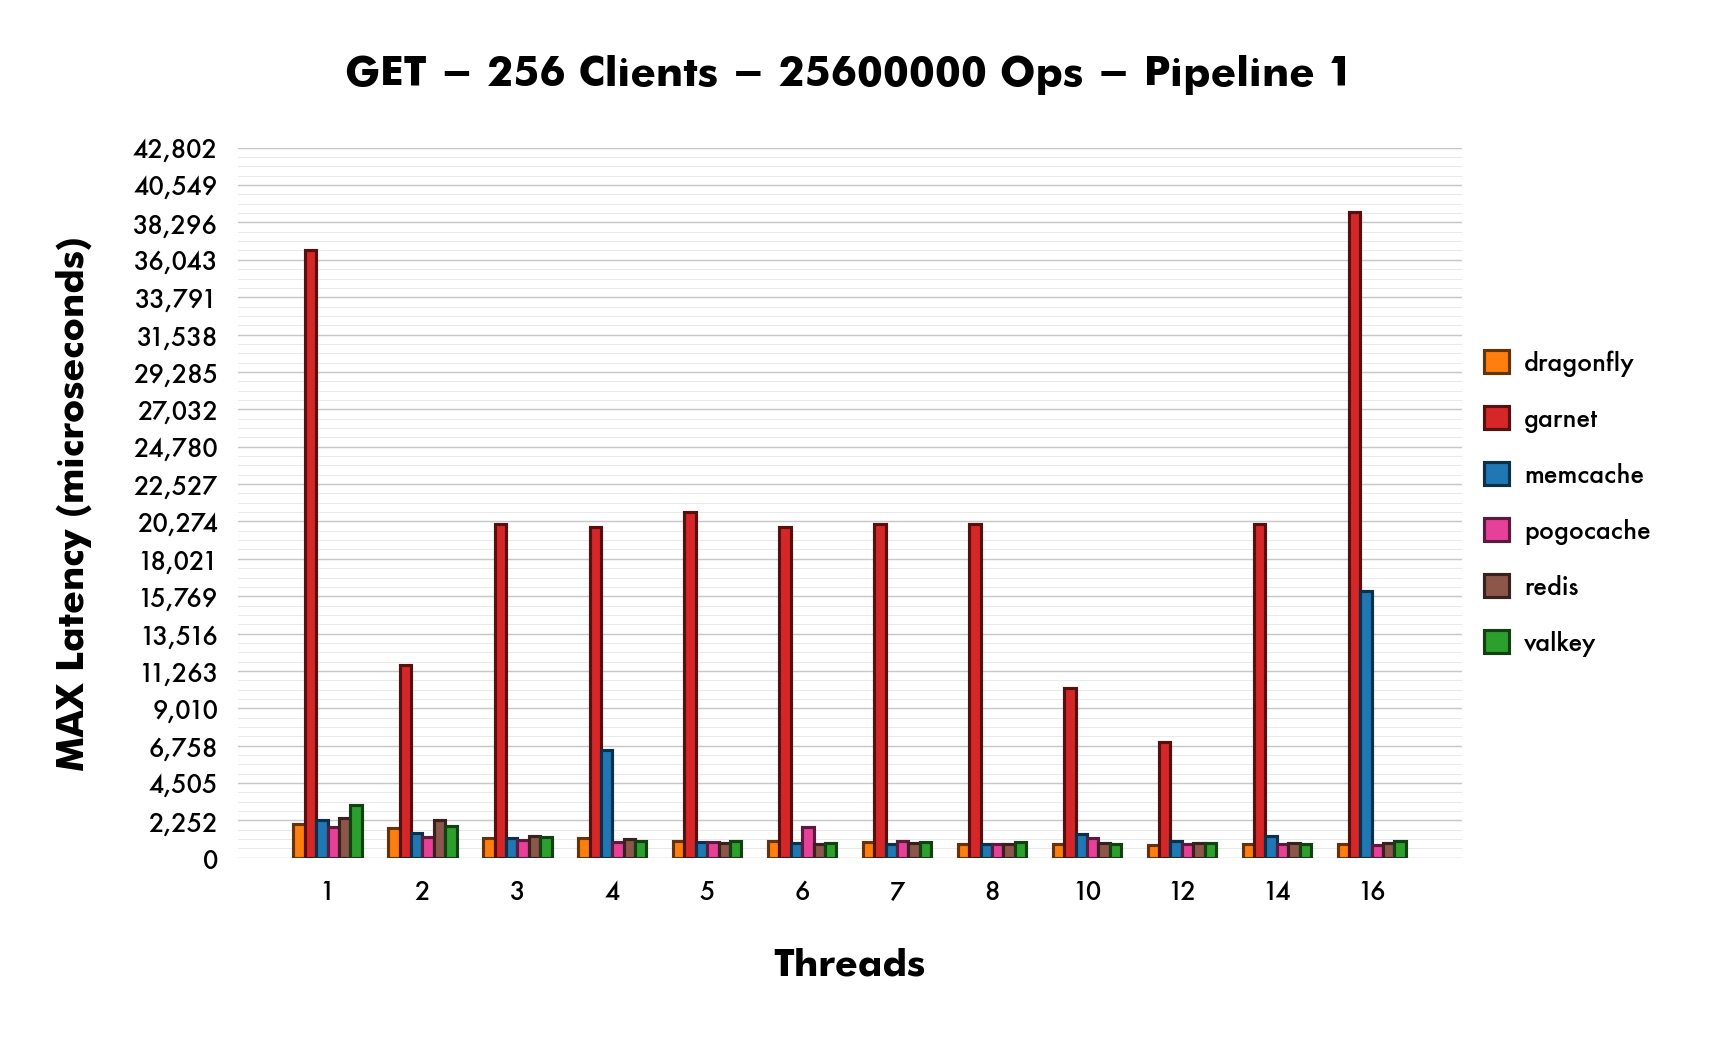 GET – 256 Clients – 25600000 Ops – Pipeline 1
MAX Latency (microseconds)
42,802
40,549
38,296
36,043
33,791
31,538
29,285
27,032
24,780
22,527
20,274
18,021
15,769
13,516
11,263
9,010
6,758
4,505
2,252
0
1 2 3 4 5 6 7 8 10 12 14 16
Threads
dragonfly
garnet
memcache
pogocache
redis
valkey